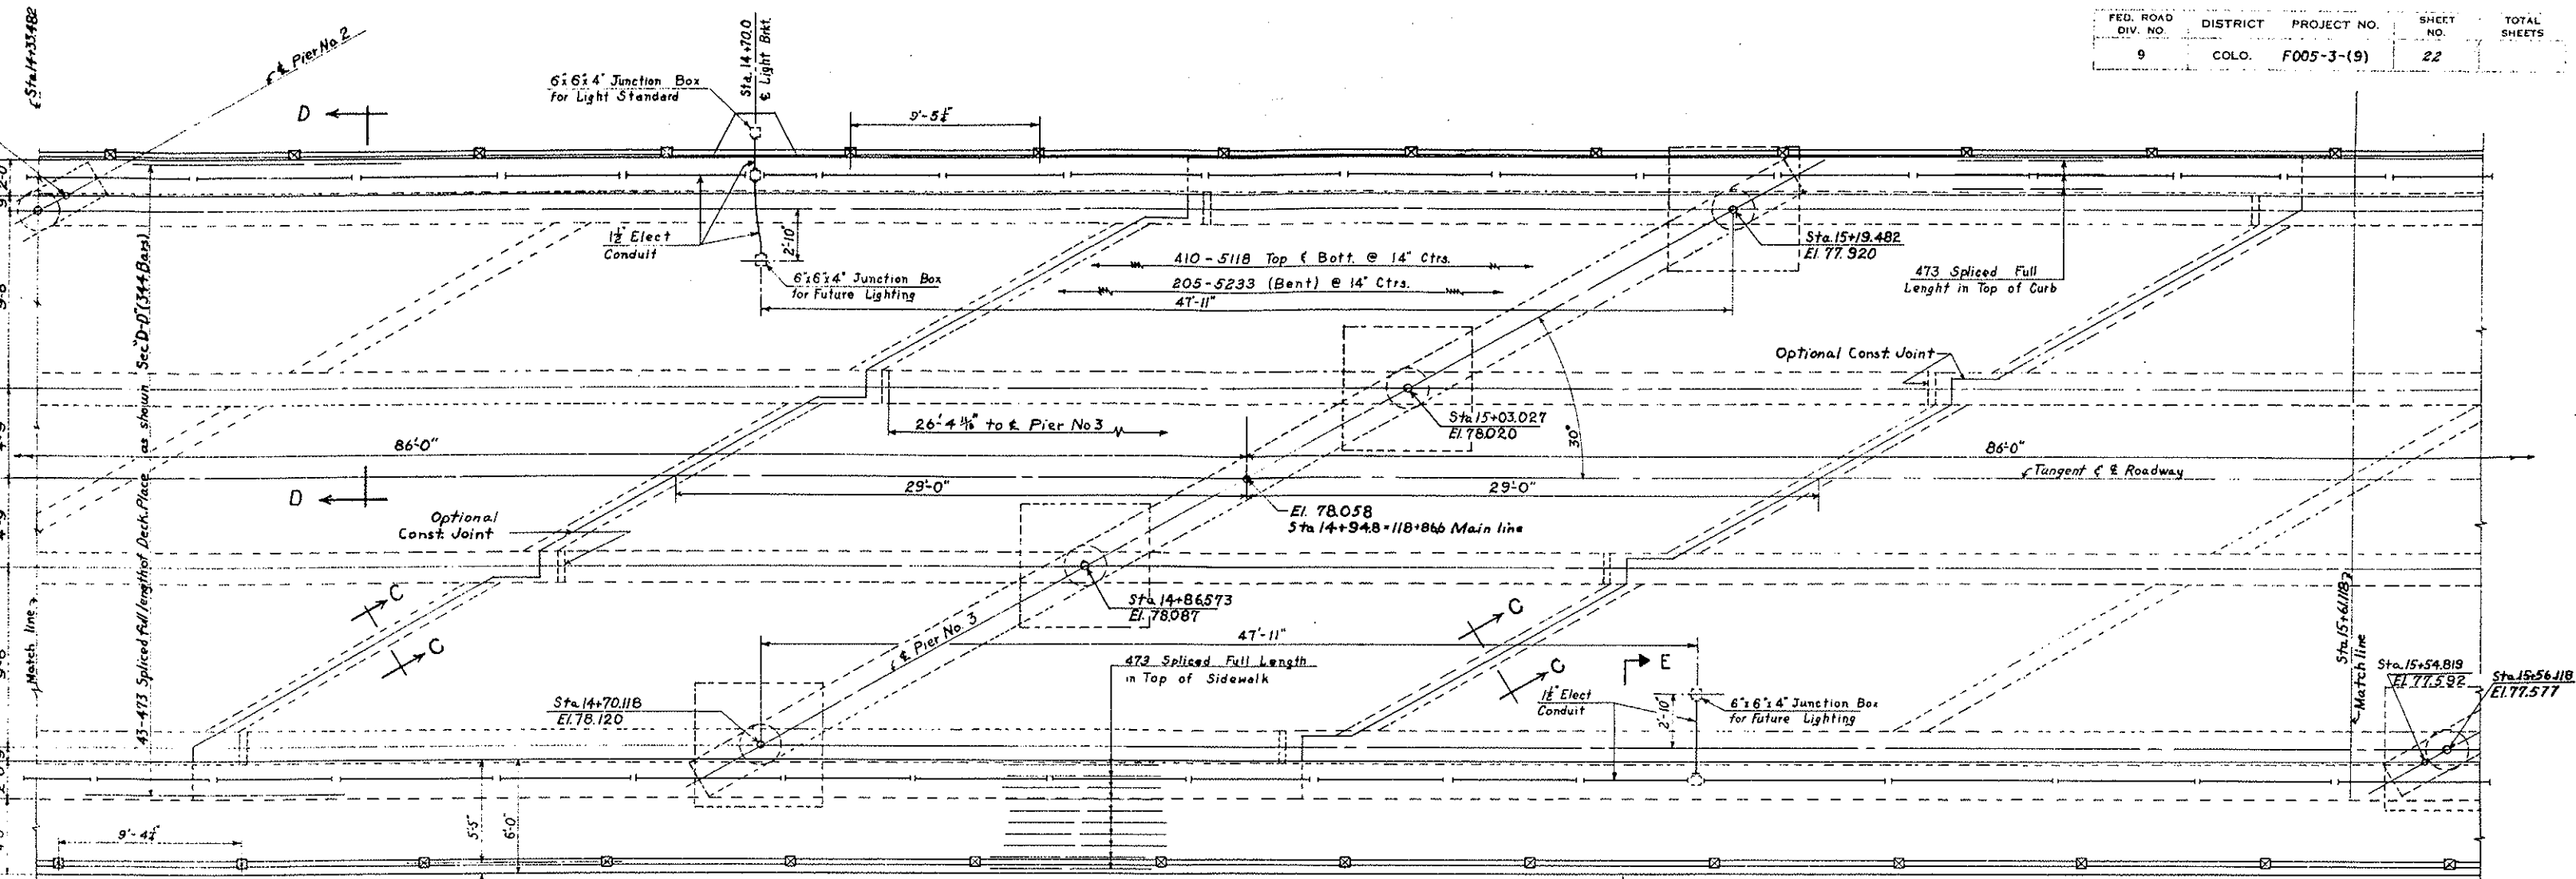 FED. ROAD DIV. NO.
DISTRICT
PROJECT NO.
SHEET NO.
TOTAL SHEETS
9
COLO.
F005-3-(9)
22
Sta.14+33.482
℄ Pier No 2
Sta. 14+70.0
℄ Light Brkt.
6"x6"x4" Junction Box
for Light Standard
D
9'-5¼"
1½" Elect
Conduit
2'-10"
6"x6"x4" Junction Box
for Future Lighting
410-5118 Top & Bott. @ 14" Ctrs.
205-5233 (Bent) @ 14" Ctrs.
47'-11"
Sta.15+19.482
El. 77.920
473 Spliced Full
Lenght in Top of Curb
43-473 Spliced full length of Deck. Place as shown Sec."D-D"(344 Bars)
Optional Const. Joint
Sta 15+03.027
El. 78.020
30°
86'-0"
86'-0"
Tangent & ℄ Roadway
D
29'-0"
29'-0"
El. 78.058
Sta 14+94.8=118+86.6 Main line
Optional
Const. Joint
C
C
Sta 14+86.573
El. 78.087
℄ Pier No. 3
47'-11"
C
C
E
Match line
473 Spliced Full Length
in Top of Sidewalk
Sta 14+70.118
El. 78.120
1½" Elect
Conduit
2'-10"
6"x6"x4" Junction Box
for Future Lighting
Sta.15+61.118
Match line
Sta.15+54.819
El. 77.592
Sta.15+56.118
El. 77.577
9'-4¼"
5'-5"
6'-0"